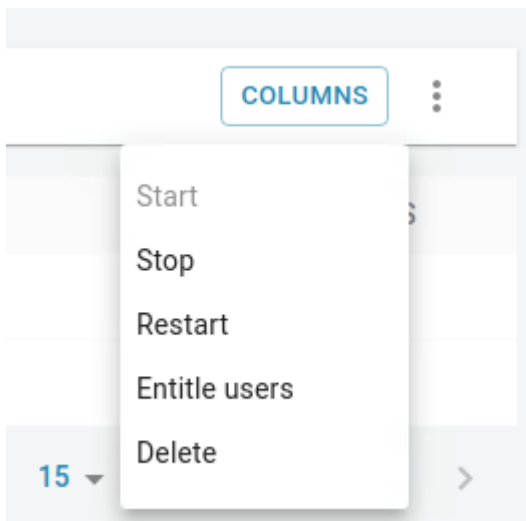 COLUMNS
Start
S
Stop
Restart
Entitle users
Delete
15